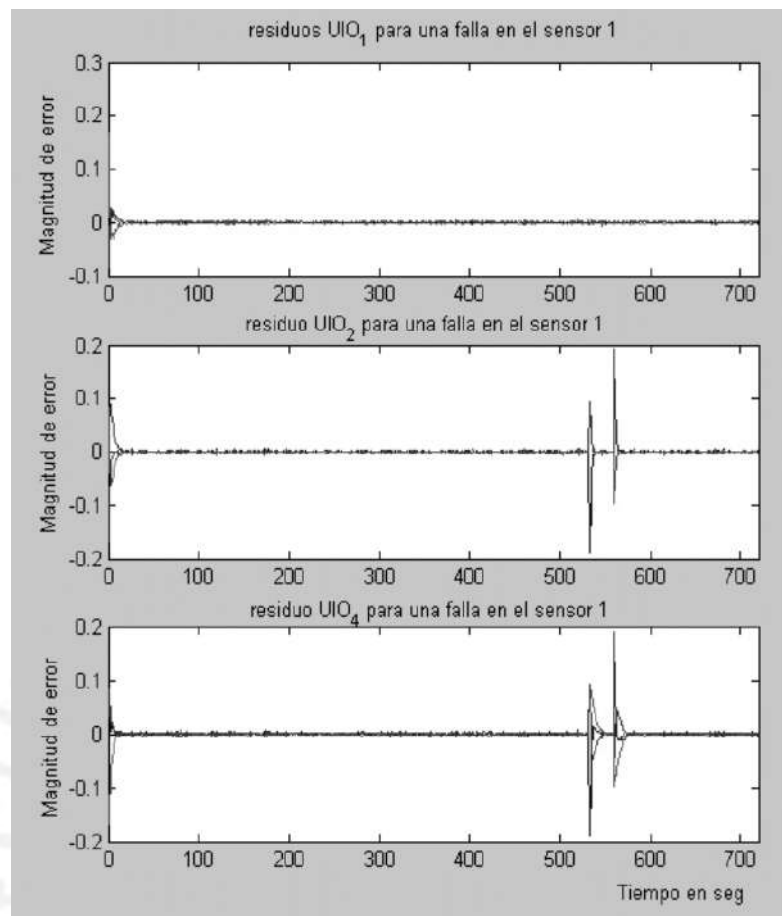 residuos UIO₁ para una falla en el sensor 1
Magnitud de error
0.3
0.2
0.1
0
-0.1
0 100 200 300 400 500 600 700
residuo UIO₂ para una falla en el sensor 1
Magnitud de error
0.2
0.1
0
-0.1
-0.2
0 100 200 300 400 500 600 700
residuo UIO₄ para una falla en el sensor 1
Magnitud de error
0.2
0.1
0
-0.1
-0.2
0 100 200 300 400 500 600 700
Tiempo en seg